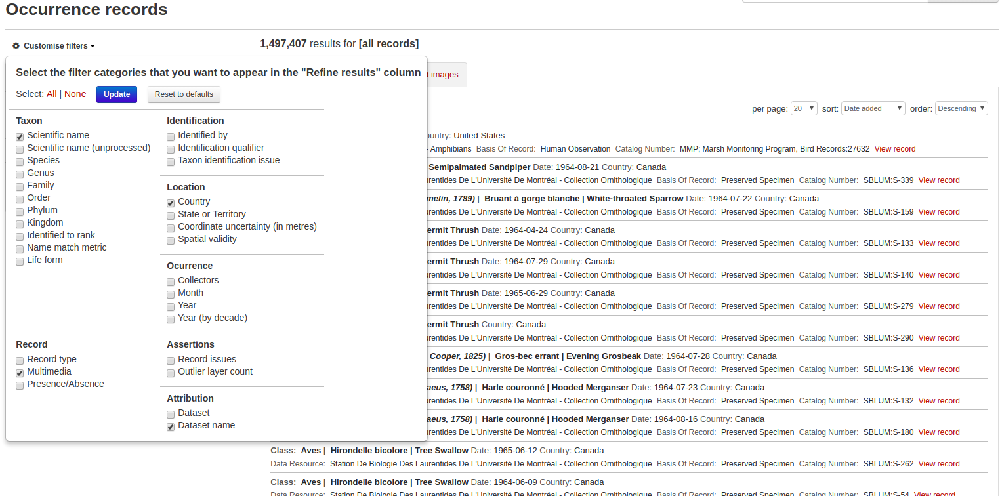 Occurrence records
Customise filters
1,497,407 results for [all records]
Select the filter categories that you want to appear in the "Refine results" column
Select: All | None Update Reset to defaults
Taxon
Scientific name
Scientific name (unprocessed)
Species
Genus
Family
Order
Phylum
Kingdom
Identified to rank
Name match metric
Life form
Identification
Identified by
Identification qualifier
Taxon identification issue
Location
Country
State or Territory
Coordinate uncertainty (in metres)
Spatial validity
Ocurrence
Collectors
Month
Year
Year (by decade)
Record
Record type
Multimedia
Presence/Absence
Assertions
Record issues
Outlier layer count
Attribution
Dataset
Dataset name
images
per page: 20 sort: Date added order: Descending
United States
- Amphibians Basis Of Record: Human Observation Catalog Number: MMP; Marsh Monitoring Program, Bird Records:27632 View record
Semipalmated Sandpiper Date: 1964-08-21 Country: Canada
De L'Université De Montréal - Collection Ornithologique Basis Of Record: Preserved Specimen Catalog Number: SBLUM:S-339 View record
1789) | Bruant à gorge blanche | White-throated Sparrow Date: 1964-07-22 Country: Canada
De L'Université De Montréal - Collection Ornithologique Basis Of Record: Preserved Specimen Catalog Number: SBLUM:S-159 View record
Thrush Date: 1964-04-24 Country: Canada
De L'Université De Montréal - Collection Ornithologique Basis Of Record: Preserved Specimen Catalog Number: SBLUM:S-133 View record
Thrush Date: 1964-07-29 Country: Canada
De L'Université De Montréal - Collection Ornithologique Basis Of Record: Preserved Specimen Catalog Number: SBLUM:S-140 View record
Thrush Date: 1965-06-29 Country: Canada
De L'Université De Montréal - Collection Ornithologique Basis Of Record: Preserved Specimen Catalog Number: SBLUM:S-279 View record
Thrush Country: Canada
De L'Université De Montréal - Collection Ornithologique Basis Of Record: Preserved Specimen Catalog Number: SBLUM:S-290 View record
Cooper, 1825) | Gros-bec errant | Evening Grosbeak Date: 1964-07-28 Country: Canada
De L'Université De Montréal - Collection Ornithologique Basis Of Record: Preserved Specimen Catalog Number: SBLUM:S-136 View record
1758) | Harle couronné | Hooded Merganser Date: 1964-07-23 Country: Canada
De L'Université De Montréal - Collection Ornithologique Basis Of Record: Preserved Specimen Catalog Number: SBLUM:S-132 View record
1758) | Harle couronné | Hooded Merganser Date: 1964-08-16 Country: Canada
De L'Université De Montréal - Collection Ornithologique Basis Of Record: Preserved Specimen Catalog Number: SBLUM:S-180 View record
Class: Aves | Hirondelle bicolore | Tree Swallow Date: 1965-06-12 Country: Canada
Data Resource: Station De Biologie Des Laurentides De L'Université De Montréal - Collection Ornithologique Basis Of Record: Preserved Specimen Catalog Number: SBLUM:S-262 View record
Class: Aves | Hirondelle bicolore | Tree Swallow Date: 1964-06-09 Country: Canada
Data Resource: Station De Biologie Des Laurentides De L'Université De Montréal - Collection Ornithologique Basis Of Record: Preserved Specimen Catalog Number: SBLUM:S-54 View record